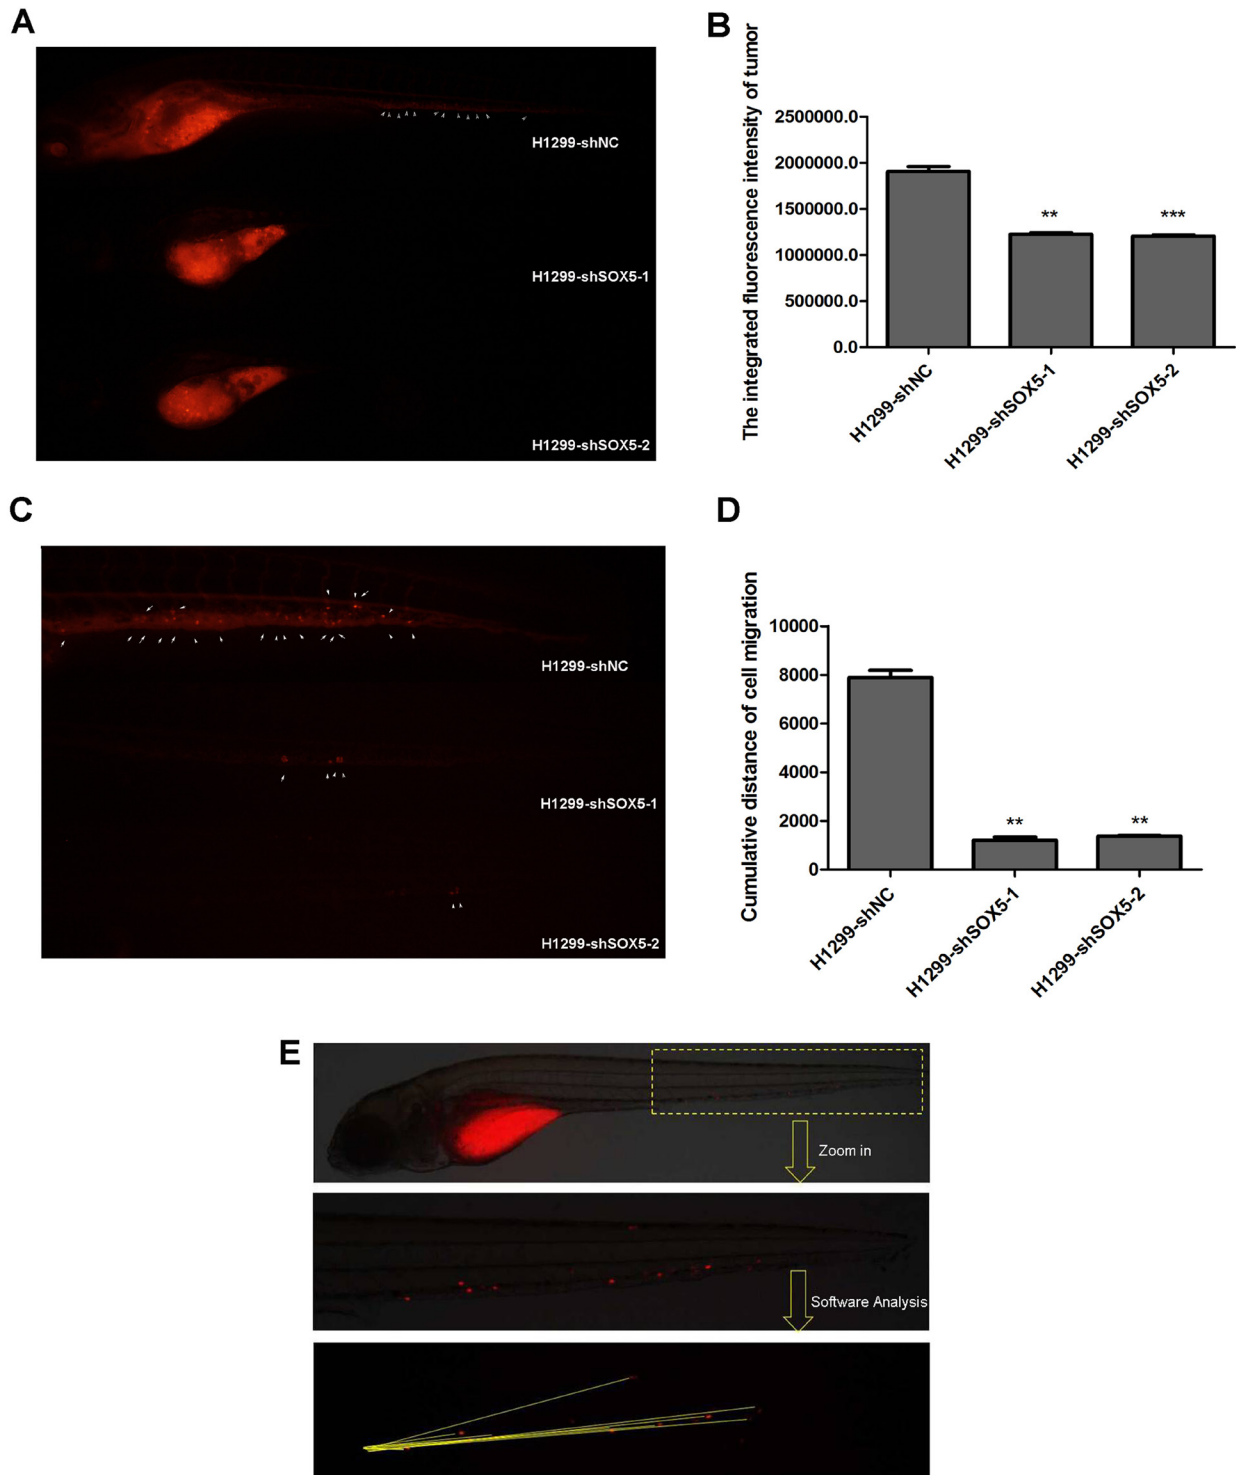 A
H1299-shNC
H1299-shSOX5-1
H1299-shSOX5-2
B
The integrated fluorescence intensity of tumor
2500000.0
2000000.0
1500000.0
1000000.0
500000.0
0.0
**
***
H1299-shNC
H1299-shSOX5-1
H1299-shSOX5-2
C
H1299-shNC
H1299-shSOX5-1
H1299-shSOX5-2
D
Cumulative distance of cell migration
10000
8000
6000
4000
2000
0
**
**
H1299-shNC
H1299-shSOX5-1
H1299-shSOX5-2
E
Zoom in
Software Analysis